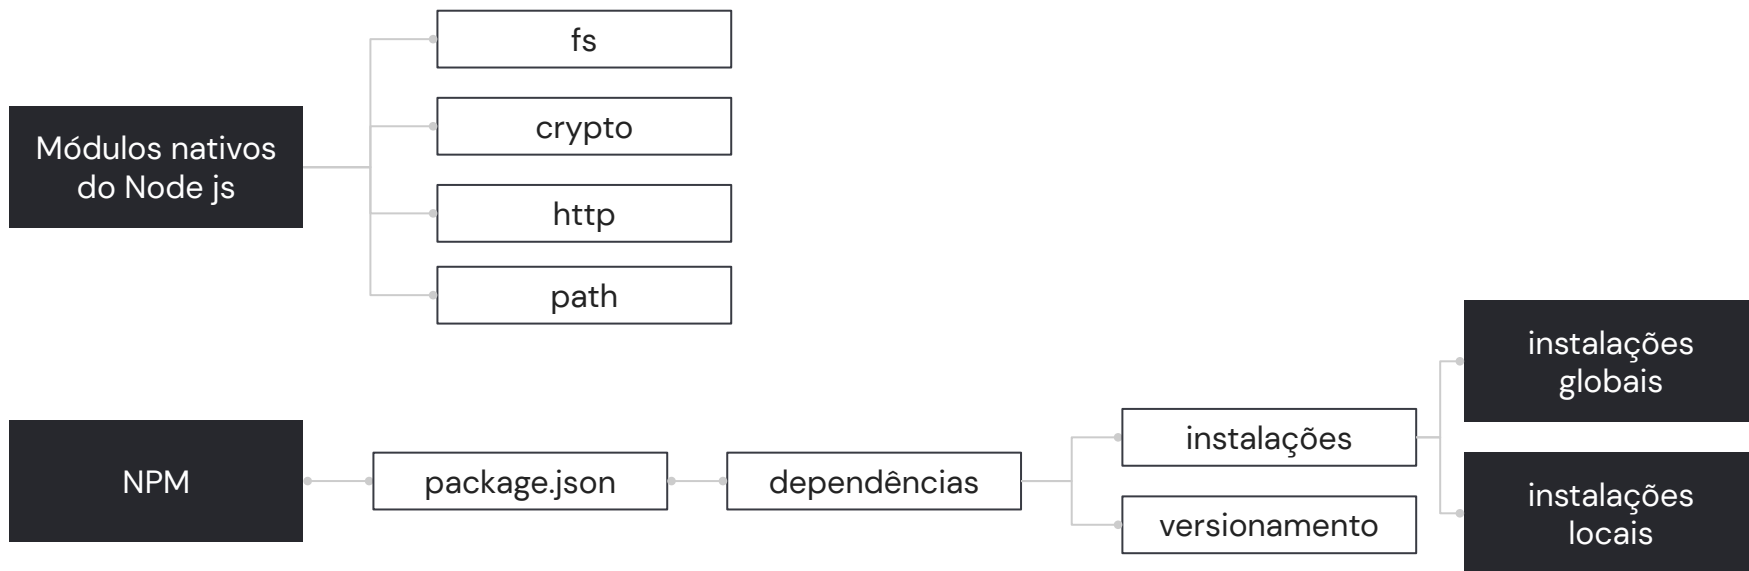 fs
crypto
Módulos nativos
do Node js
http
path
instalações
globais
instalações
NPM
package.json
dependências
versionamento
instalações
locais